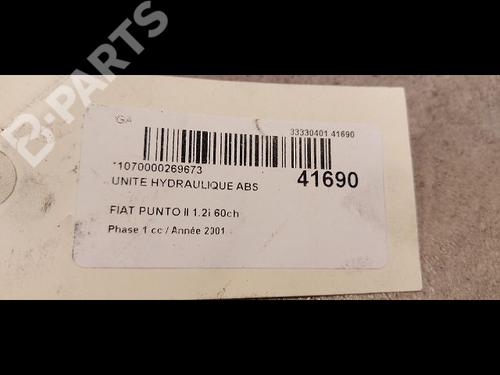 B-PARTS
GA
33330401 41690
*1070000269673
41690
UNITE HYDRAULIQUE ABS
FIAT PUNTO II 1.2i 60ch
Phase 1 cc / Année 2001